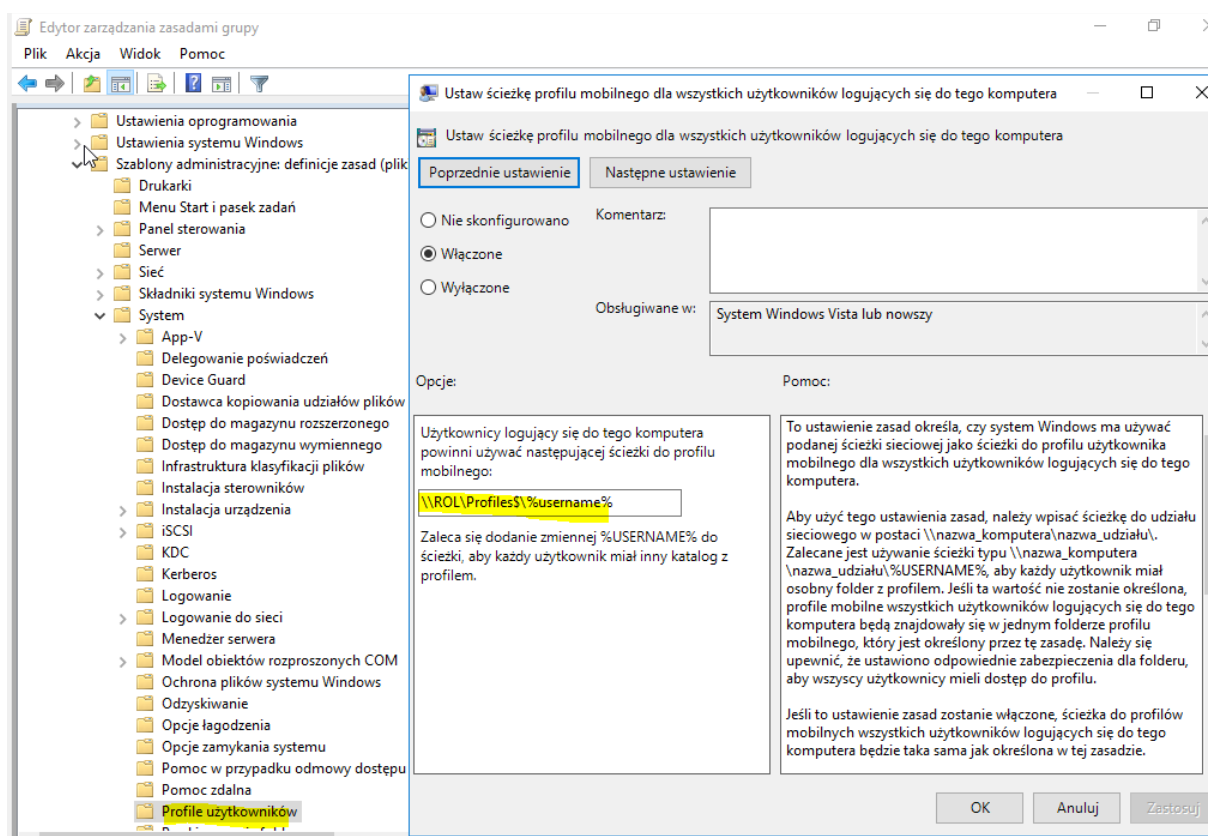 Edytor zarządzania zasadami grupy
Plik Akcja Widok Pomoc
Ustawienia oprogramowania
Ustawienia systemu Windows
Szablony administracyjne: definicje zasad (plik
Drukarki
Menu Start i pasek zadań
Panel sterowania
Serwer
Sieć
Składniki systemu Windows
System
App-V
Delegowanie poświadczeń
Device Guard
Dostawca kopiowania udziałów plików
Dostęp do magazynu rozszerzonego
Dostęp do magazynu wymiennego
Infrastruktura klasyfikacji plików
Instalacja sterowników
Instalacja urządzenia
iSCSI
KDC
Kerberos
Logowanie
Logowanie do sieci
Menedżer serwera
Model obiektów rozproszonych COM
Ochrona plików systemu Windows
Odzyskiwanie
Opcje łagodzenia
Opcje zamykania systemu
Pomoc w przypadku odmowy dostępu
Pomoc zdalna
Profile użytkowników
Ustaw ścieżkę profilu mobilnego dla wszystkich użytkowników logujących się do tego komputera
Ustaw ścieżkę profilu mobilnego dla wszystkich użytkowników logujących się do tego komputera
Poprzednie ustawienie Następne ustawienie
Nie skonfigurowano
Włączone
Wyłączone
Komentarz:
Obsługiwane w:
System Windows Vista lub nowszy
Opcje:
Użytkownicy logujący się do tego komputera
powinni używać następującej ścieżki do profilu
mobilnego:
\\ROL\Profiles$\%username%
Zaleca się dodanie zmiennej %USERNAME% do
ścieżki, aby każdy użytkownik miał inny katalog z
profilem.
Pomoc:
To ustawienie zasad określa, czy system Windows ma używać
podanej ścieżki sieciowej jako ścieżki do profilu użytkownika
mobilnego dla wszystkich użytkowników logujących się do tego
komputera.
Aby użyć tego ustawienia zasad, należy wpisać ścieżkę do udziału
sieciowego w postaci \\nazwa_komputera\nazwa_udziału\.
Zalecane jest używanie ścieżki typu \\nazwa_komputera
\nazwa_udziału\%USERNAME%, aby każdy użytkownik miał
osobny folder z profilem. Jeśli ta wartość nie zostanie określona,
profile mobilne wszystkich użytkowników logujących się do tego
komputera będą znajdowały się w jednym folderze profilu
mobilnego, który jest określony przez tę zasadę. Należy się
upewnić, że ustawiono odpowiednie zabezpieczenia dla folderu,
aby wszyscy użytkownicy mieli dostęp do profilu.
Jeśli to ustawienie zasad zostanie włączone, ścieżka do profilów
mobilnych wszystkich użytkowników logujących się do tego
komputera będzie taka sama jak określona w tej zasadzie.
OK Anuluj Zastosuj